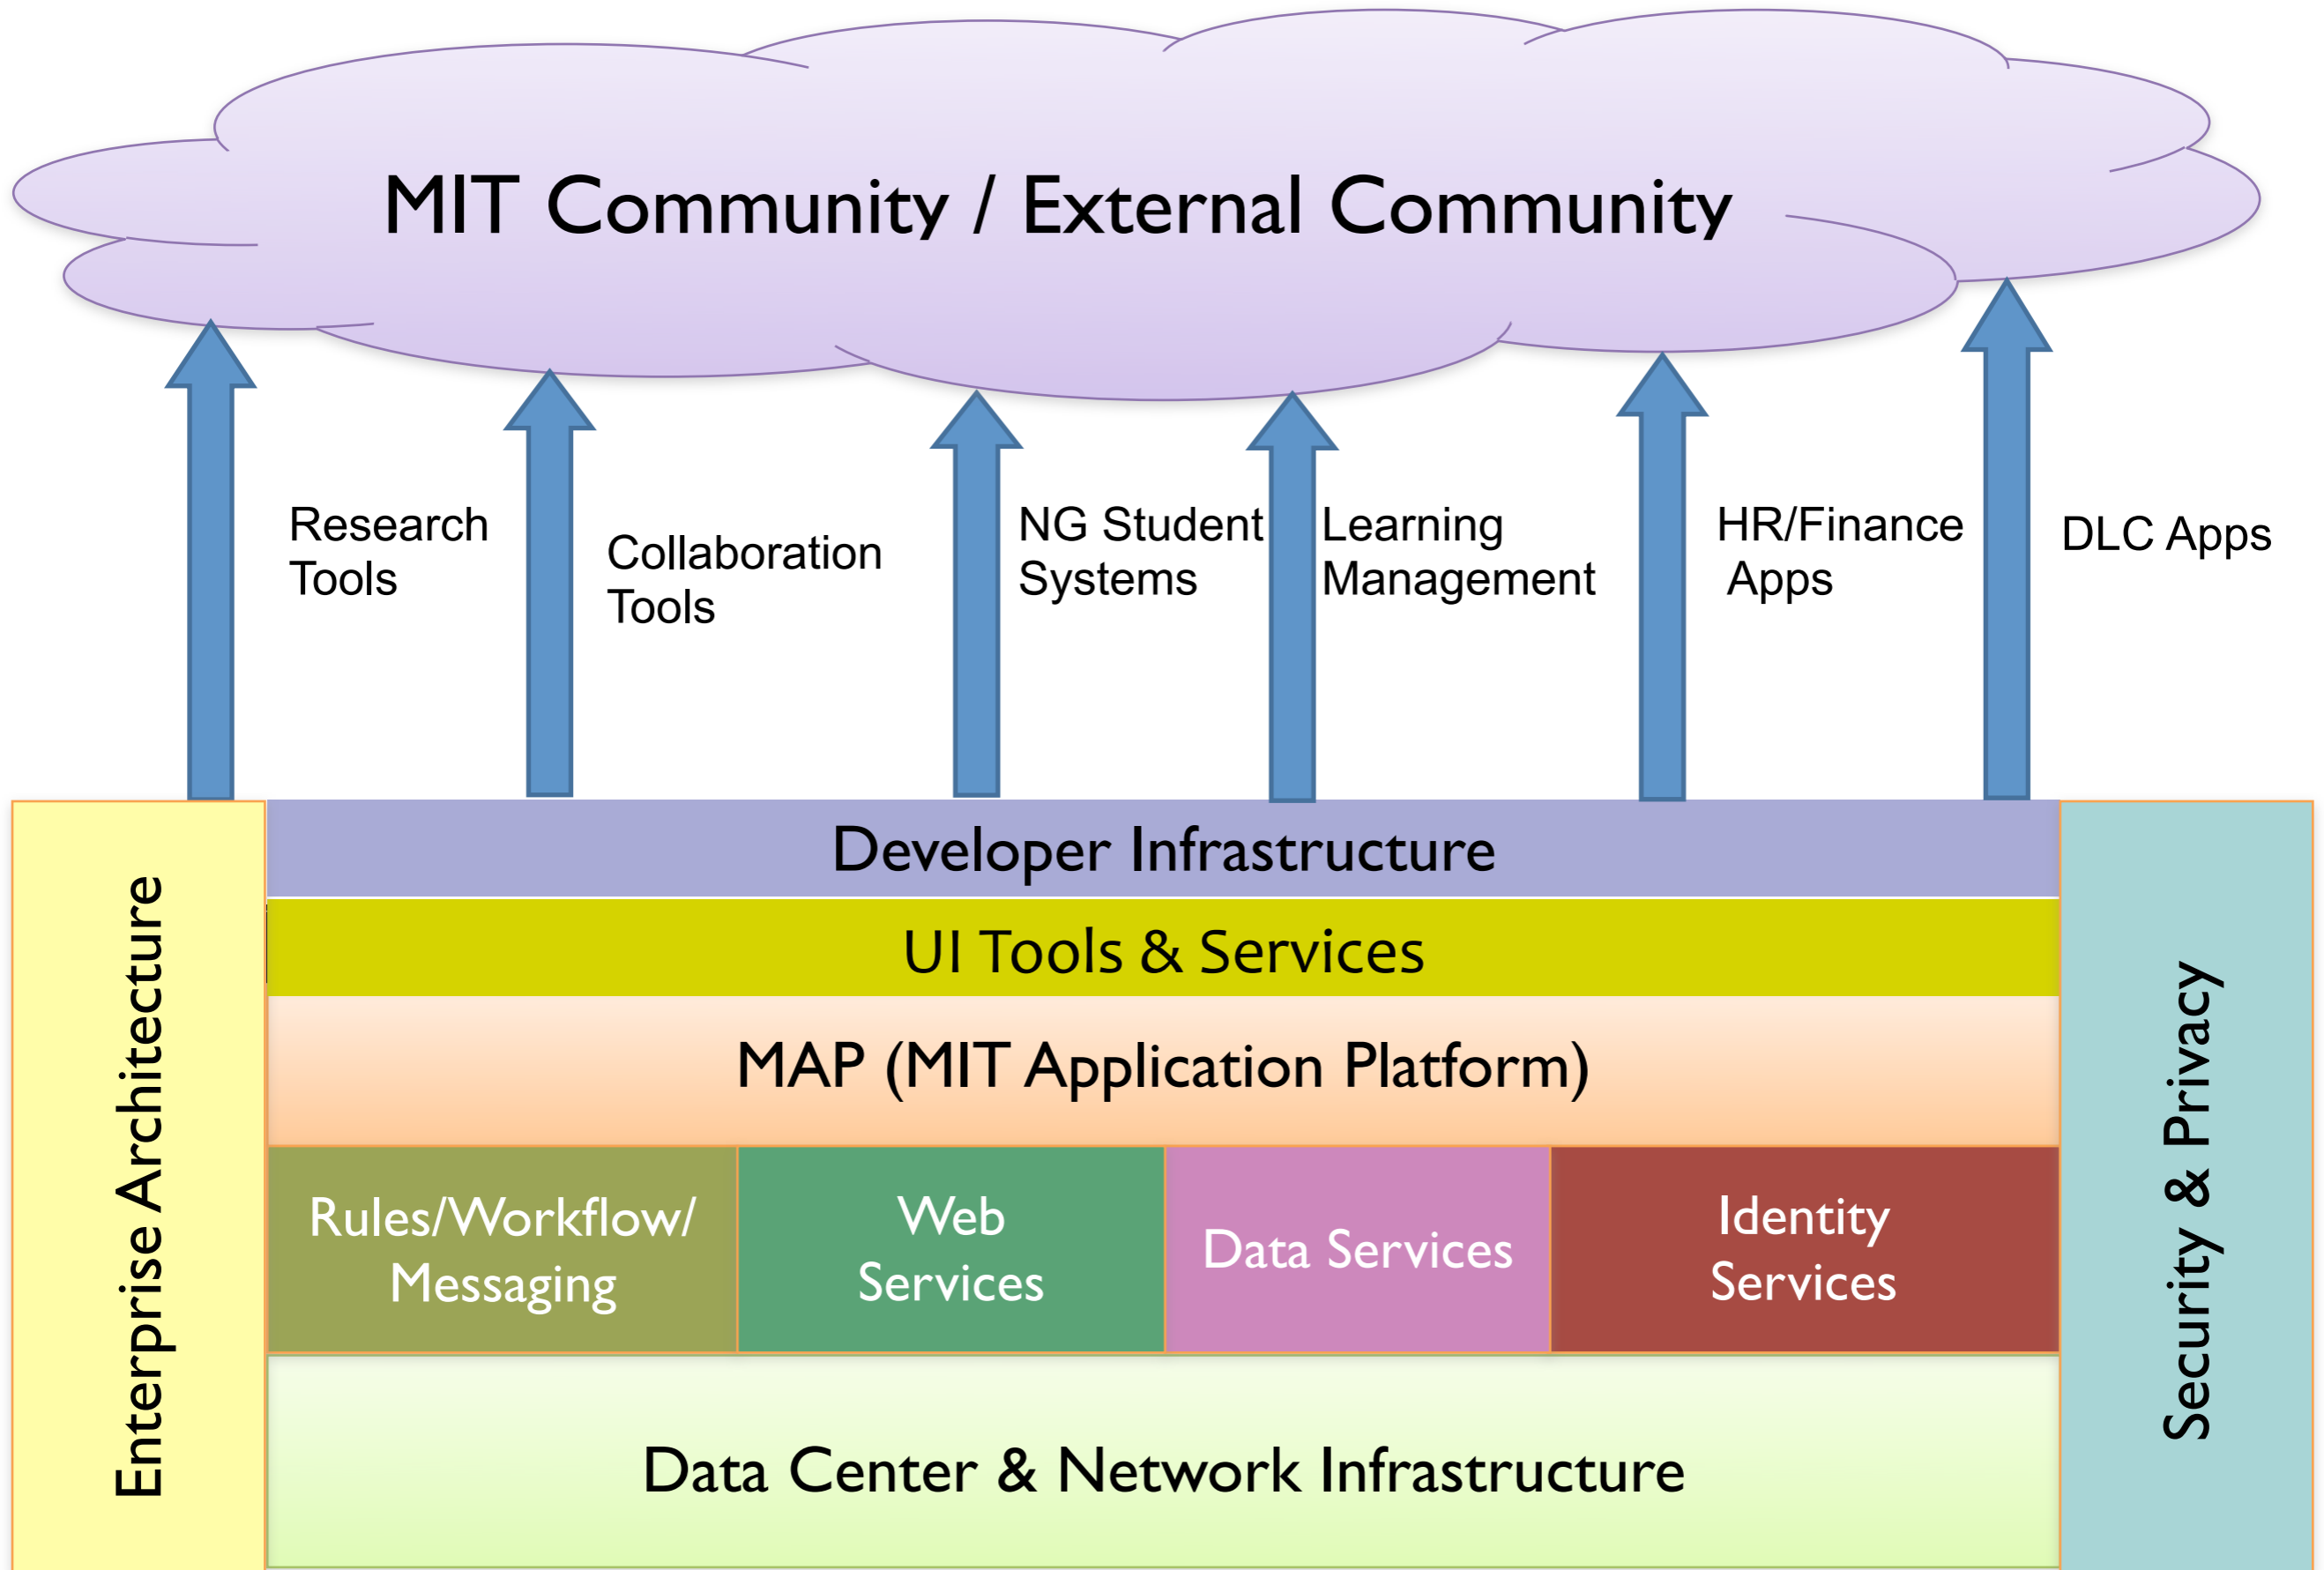 MIT Community / External Community
Research
Tools
Collaboration
Tools
NG Student
Systems
Learning
Management
HR/Finance
Apps
DLC Apps
Enterprise Architecture
Developer Infrastructure
UI Tools & Services
MAP (MIT Application Platform)
Rules/Workflow/
Messaging
Web
Services
Data Services
Identity
Services
Data Center & Network Infrastructure
Security & Privacy